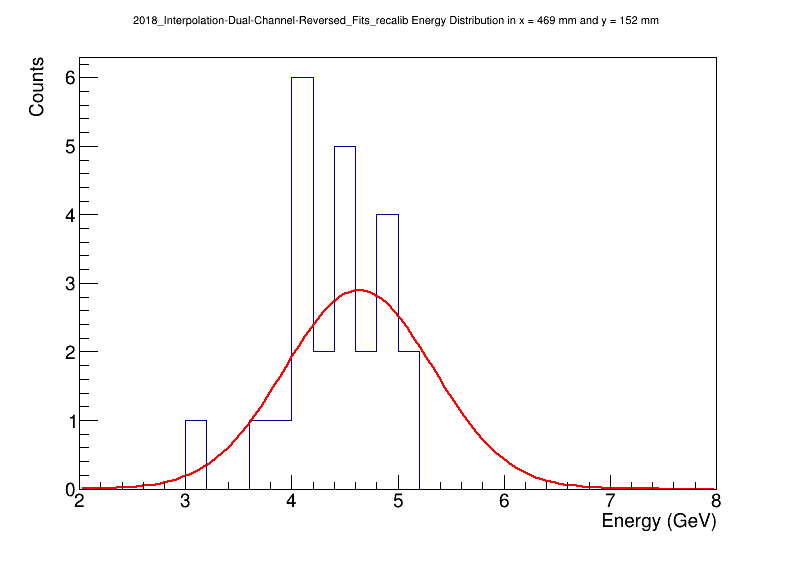 2018_Interpolation-Dual-Channel-Reversed_Fits_recalib Energy Distribution in x = 469 mm and y = 152 mm
Counts
6
5
4
3
2
1
0
2 3 4 5 6 7 8
Energy (GeV)